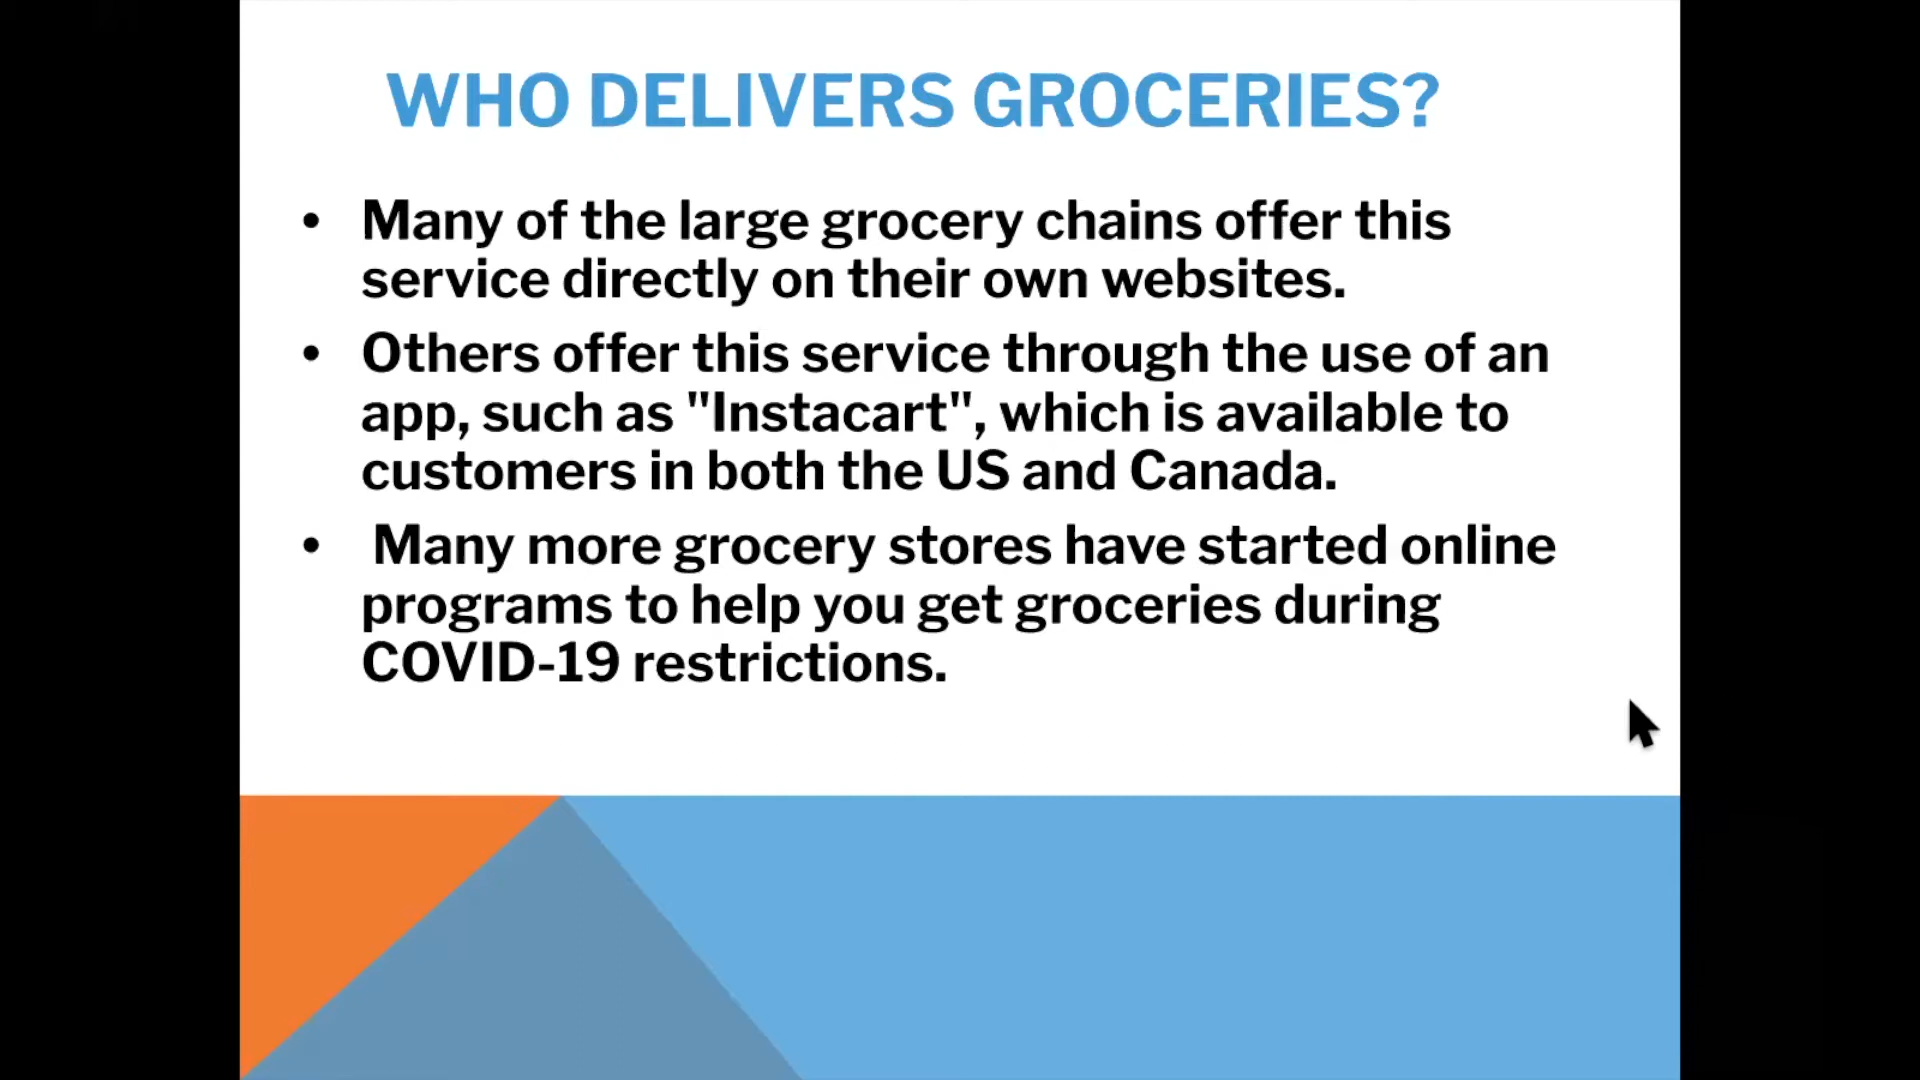 WHO DELIVERS GROCERIES?
• Many of the large grocery chains offer this
service directly on their own websites.
• Others offer this service through the use of an
app, such as "Instacart", which is available to
customers in both the US and Canada.
• Many more grocery stores have started online
programs to help you get groceries during
COVID-19 restrictions.